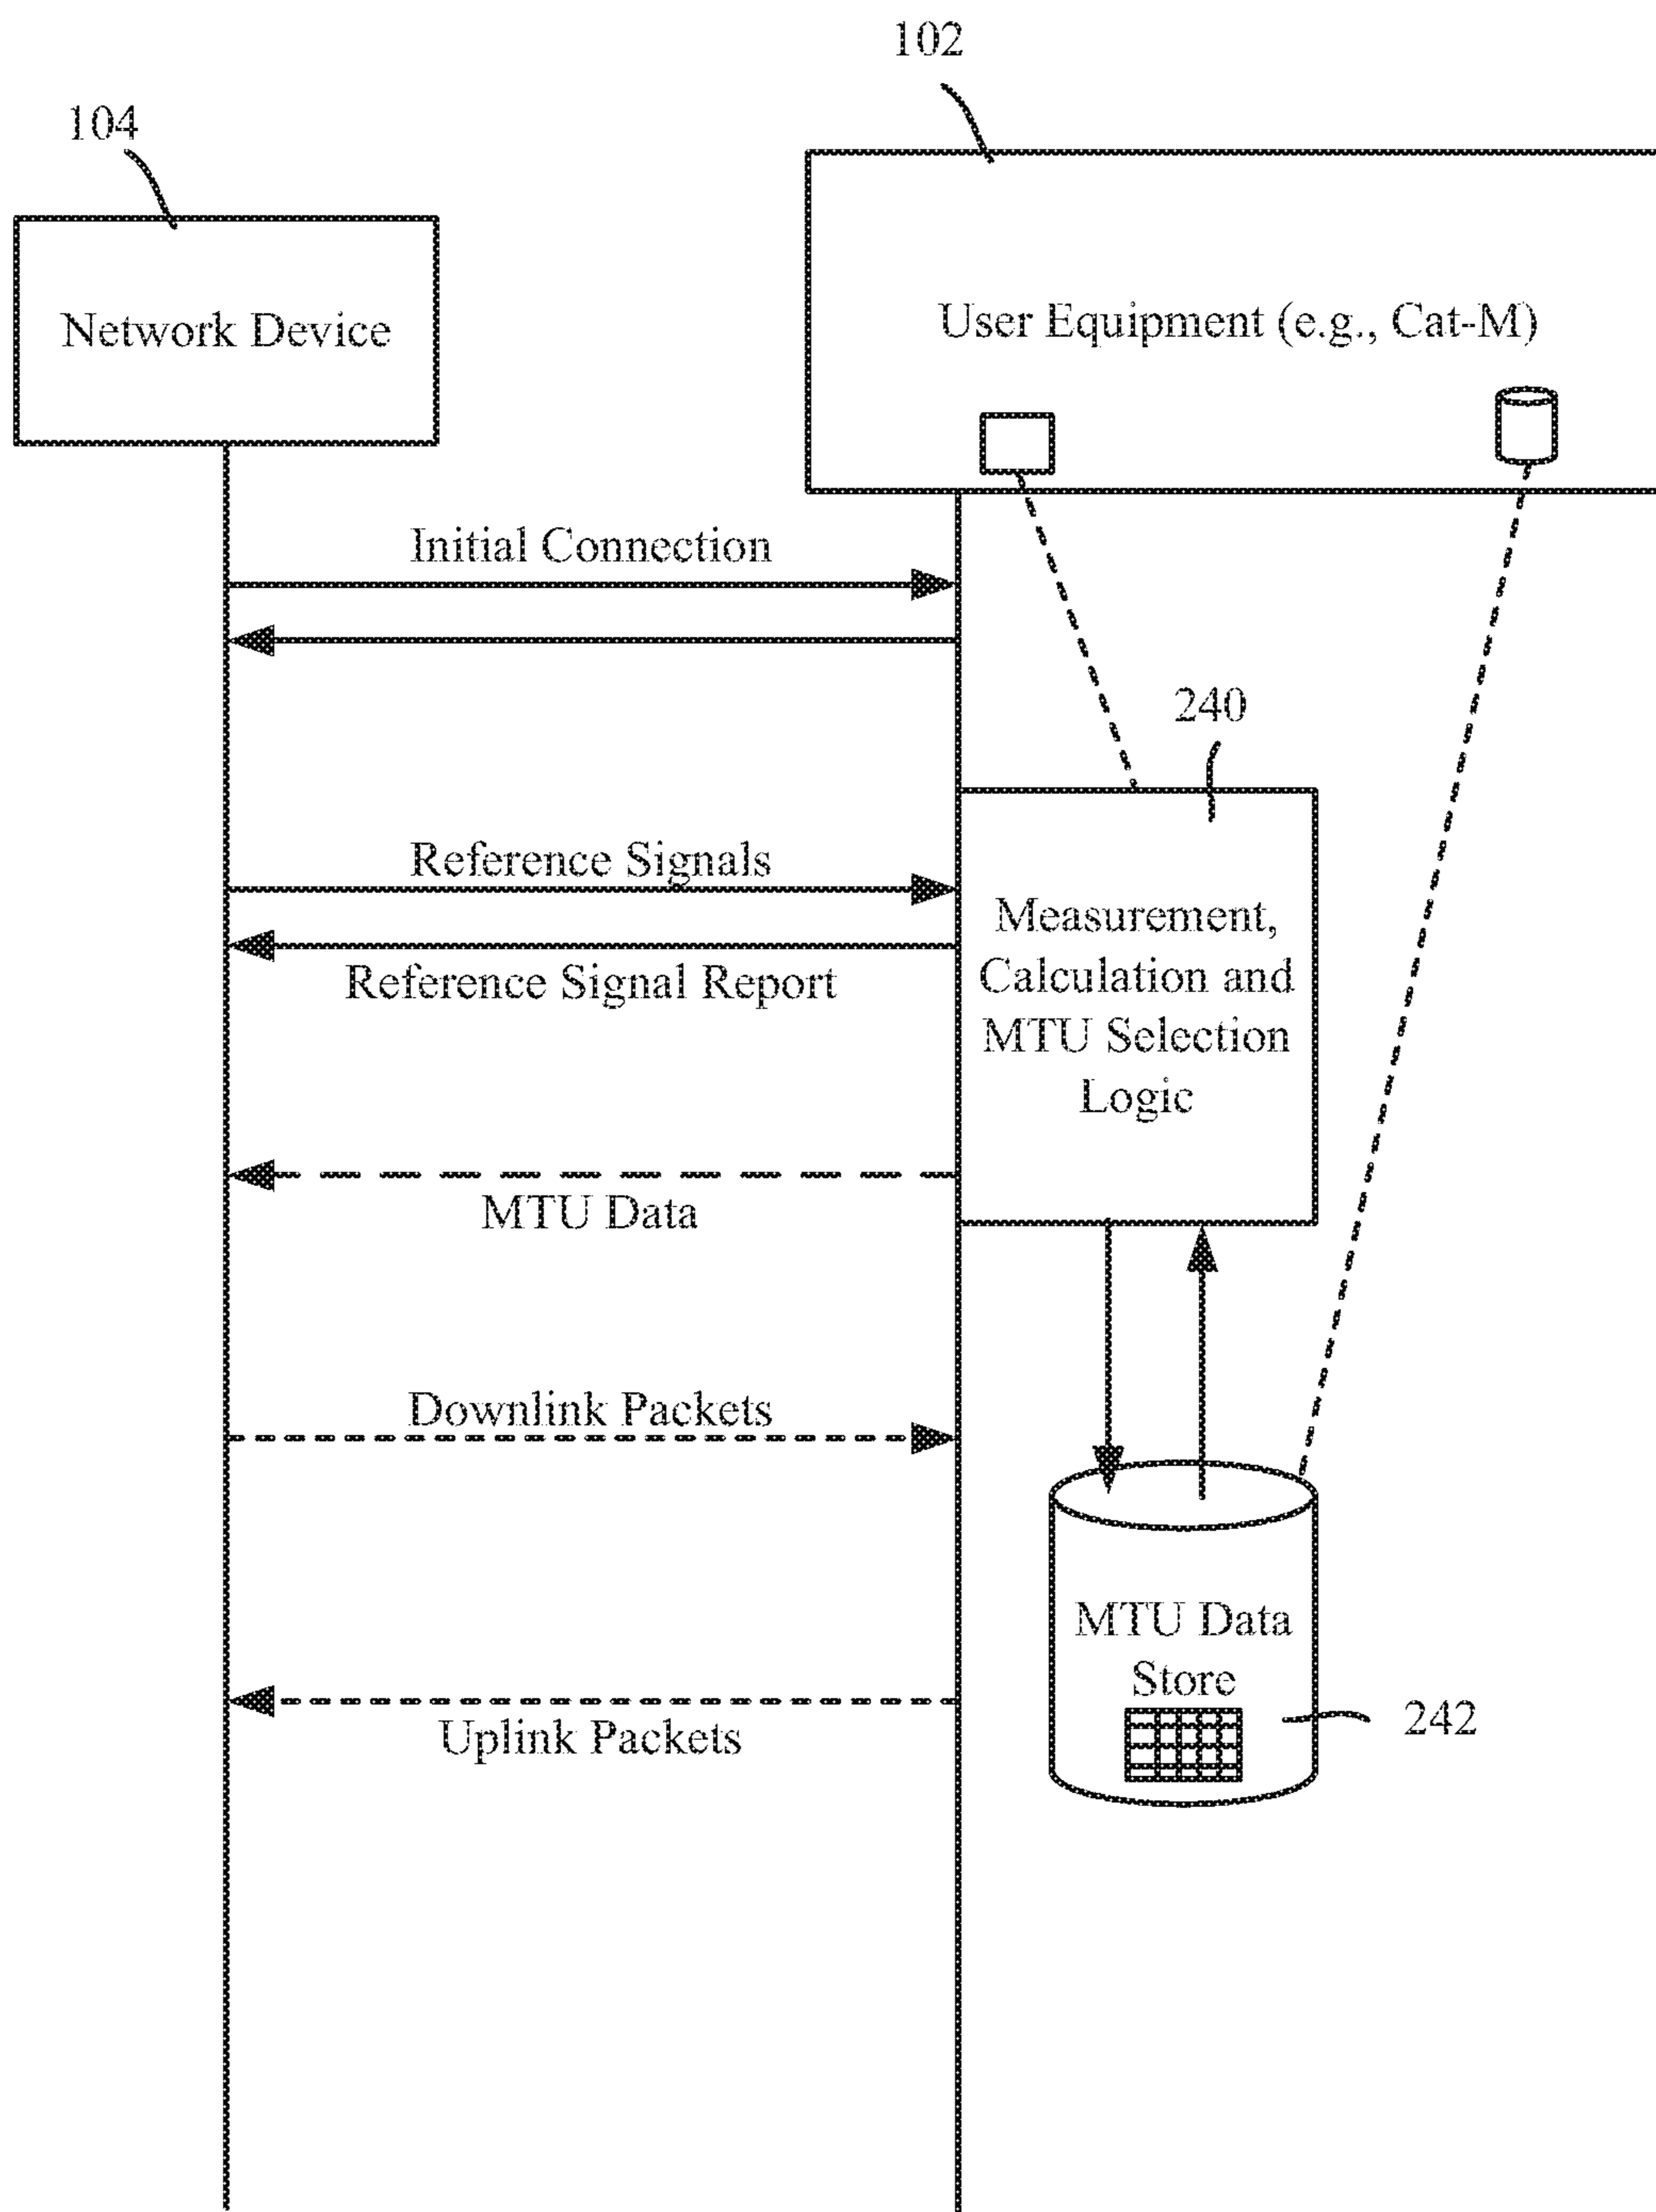 102
104
Network Device
User Equipment (e.g., Cat-M)
Initial Connection
240
Reference Signals
Reference Signal Report
Measurement,
Calculation and
MTU Selection
Logic
MTU Data
Downlink Packets
MTU Data
Store
242
Uplink Packets